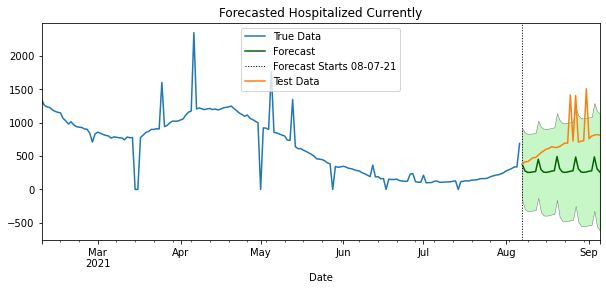 Forecasted Hospitalized Currently
True Data
Forecast
Forecast Starts 08-07-21
Test Data
2000
1500
1000
500
0
−500
Mar
2021
Apr
May
Jun
Jul
Aug
Sep
Date